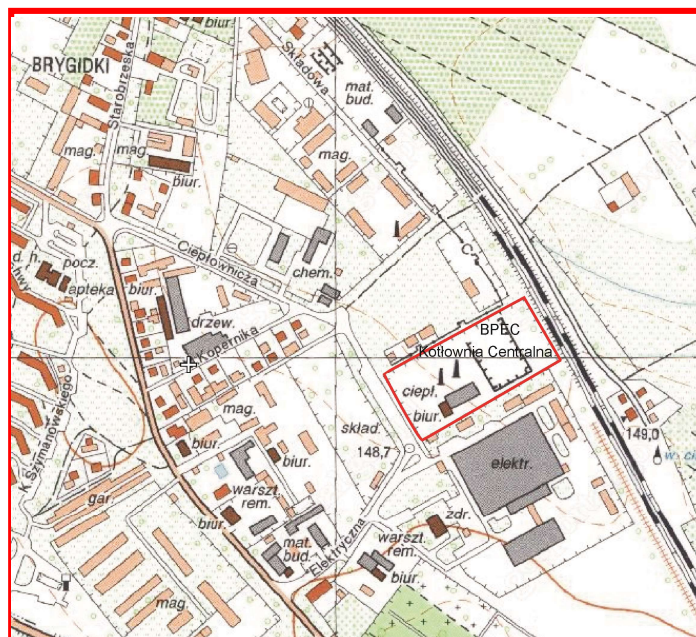 BRYGIDKI
Starobrzeska
biur.
Składowa
mat.
bud.
mag.
mag
biur.
mag.
Ciepłownicza
d. h.
pocz.
apteka
biur.
chem.
drzew.
Kopernika
BPEC
Kotłownia Centralna
ciepł.
biur.
K. Szymanowskiego
mag.
skład.
148,7
149,0
biur.
biur.
elektr.
gar.
warszt.
rem.
biur.
zdr.
mat.
bud.
Elektryczna
warszt.
rem.
biur.
mag.